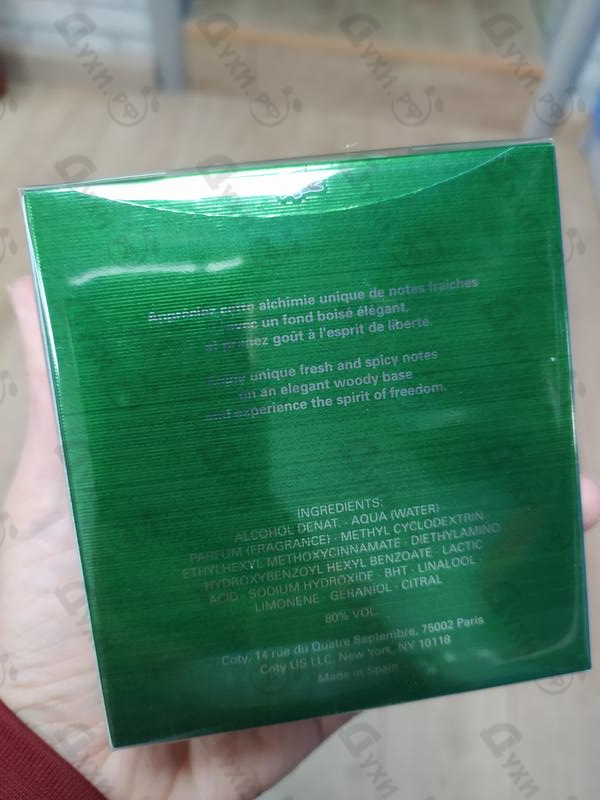 Appréciez cette alchimie unique de notes fraîches
avec un fond boisé élégant,
et prenez goût à l'esprit de liberté.
Enjoy unique fresh and spicy notes
on an elegant woody base
and experience the spirit of freedom.
INGREDIENTS:
ALCOHOL DENAT. · AQUA (WATER) ·
PARFUM (FRAGRANCE) · METHYL CYCLODEXTRIN ·
ETHYLHEXYL METHOXYCINNAMATE · DIETHYLAMINO
HYDROXYBENZOYL HEXYL BENZOATE · LACTIC
ACID · SODIUM HYDROXIDE · BHT · LINALOOL ·
LIMONENE · GERANIOL · CITRAL
80% VOL.
Coty, 14 rue du Quatre Septembre, 75002 Paris
Coty US LLC, New York, NY 10118
Made in Spain
Духи.рф